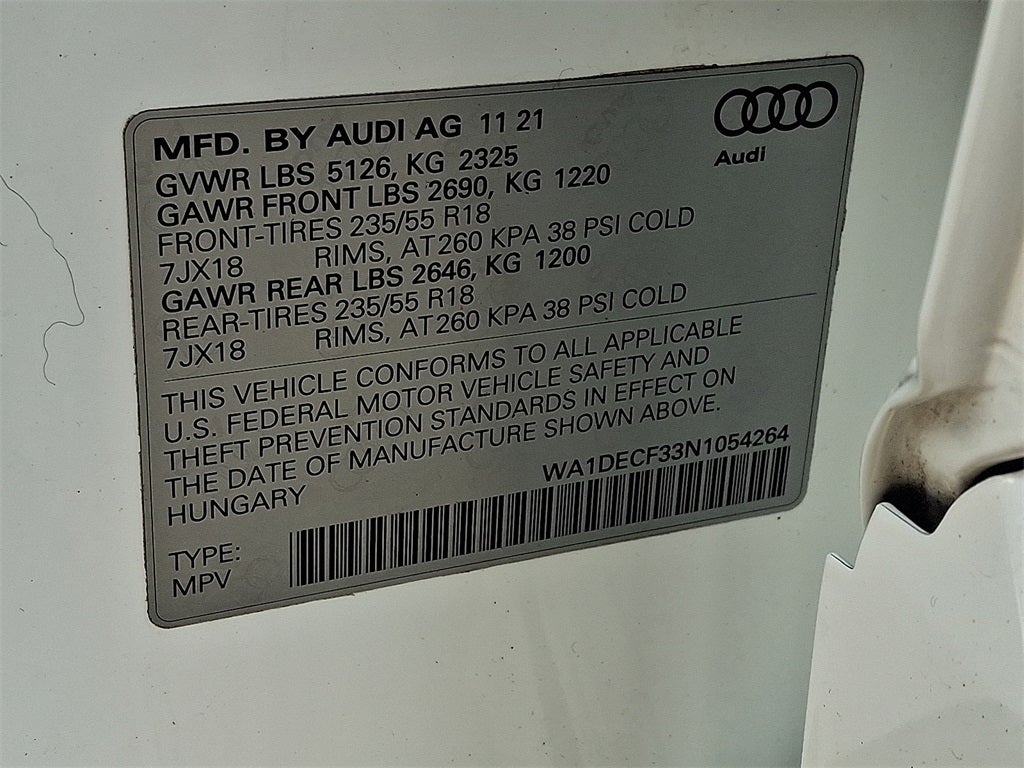 MFD. BY AUDI AG 11 21
Audi
GVWR LBS 5126, KG 2325
GAWR FRONT LBS 2690, KG 1220
FRONT-TIRES 235/55 R18
7JX18 RIMS, AT260 KPA 38 PSI COLD
GAWR REAR LBS 2646, KG 1200
REAR-TIRES 235/55 R18
7JX18 RIMS, AT260 KPA 38 PSI COLD
THIS VEHICLE CONFORMS TO ALL APPLICABLE
U.S. FEDERAL MOTOR VEHICLE SAFETY AND
THEFT PREVENTION STANDARDS IN EFFECT ON
THE DATE OF MANUFACTURE SHOWN ABOVE.
HUNGARY
WA1DECF33N1054264
TYPE:
MPV